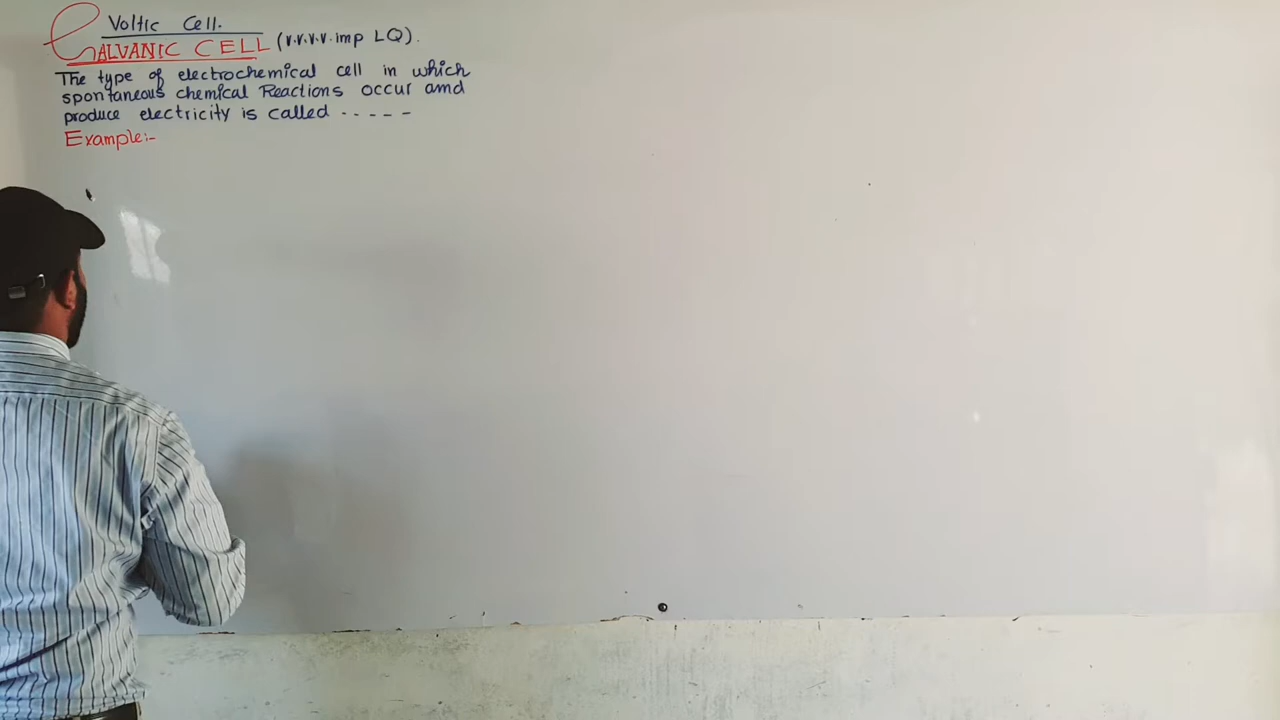 Voltic Cell.
GALVANIC CELL (v.v.v.v.imp LQ).
The type of electrochemical cell in which
spontaneous chemical Reactions occur and
produce electricity is called -----
Example:-